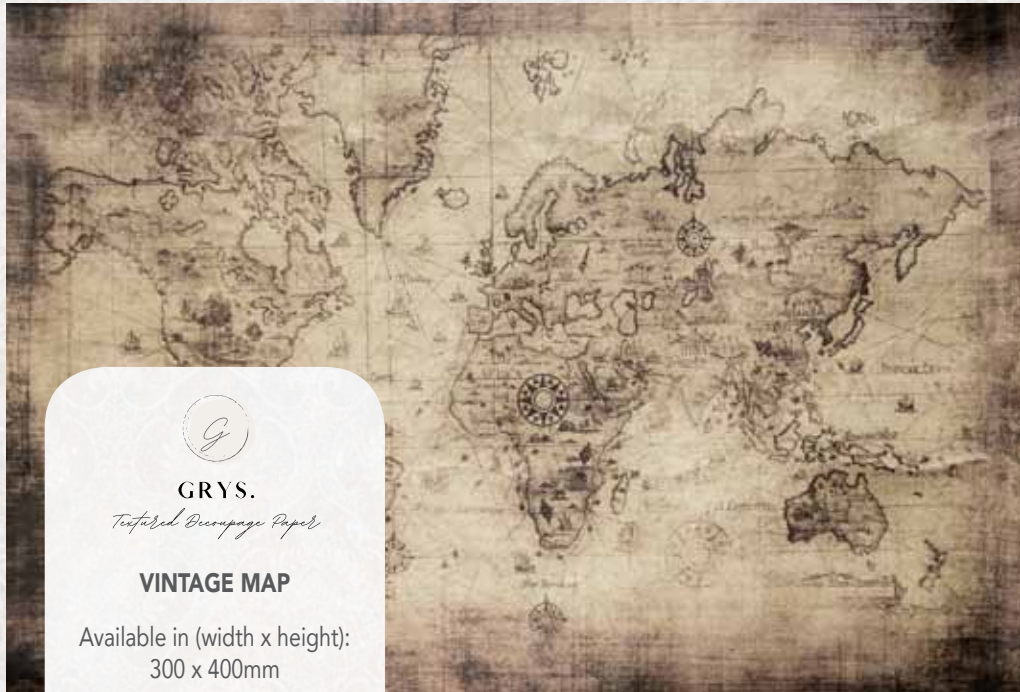 G
GRYS.
Textured Decoupage Paper
VINTAGE MAP
Available in (width x height):
300 x 400mm